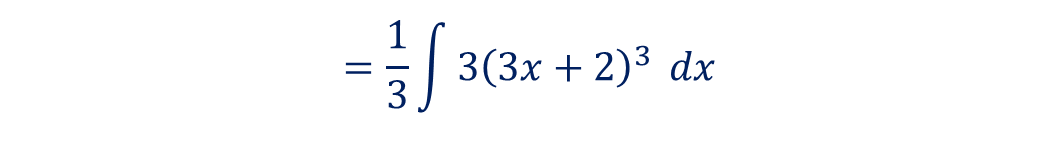 = 1/3 ∫ 3(3x + 2)³ dx